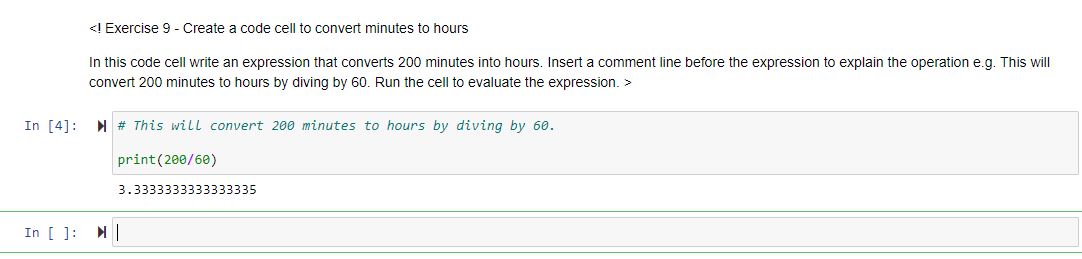 <! Exercise 9 - Create a code cell to convert minutes to hours
In this code cell write an expression that converts 200 minutes into hours. Insert a comment line before the expression to explain the operation e.g. This will
convert 200 minutes to hours by diving by 60. Run the cell to evaluate the expression. >
In [4]: # This will convert 200 minutes to hours by diving by 60.
print(200/60)
3.3333333333333335
In [ ]: